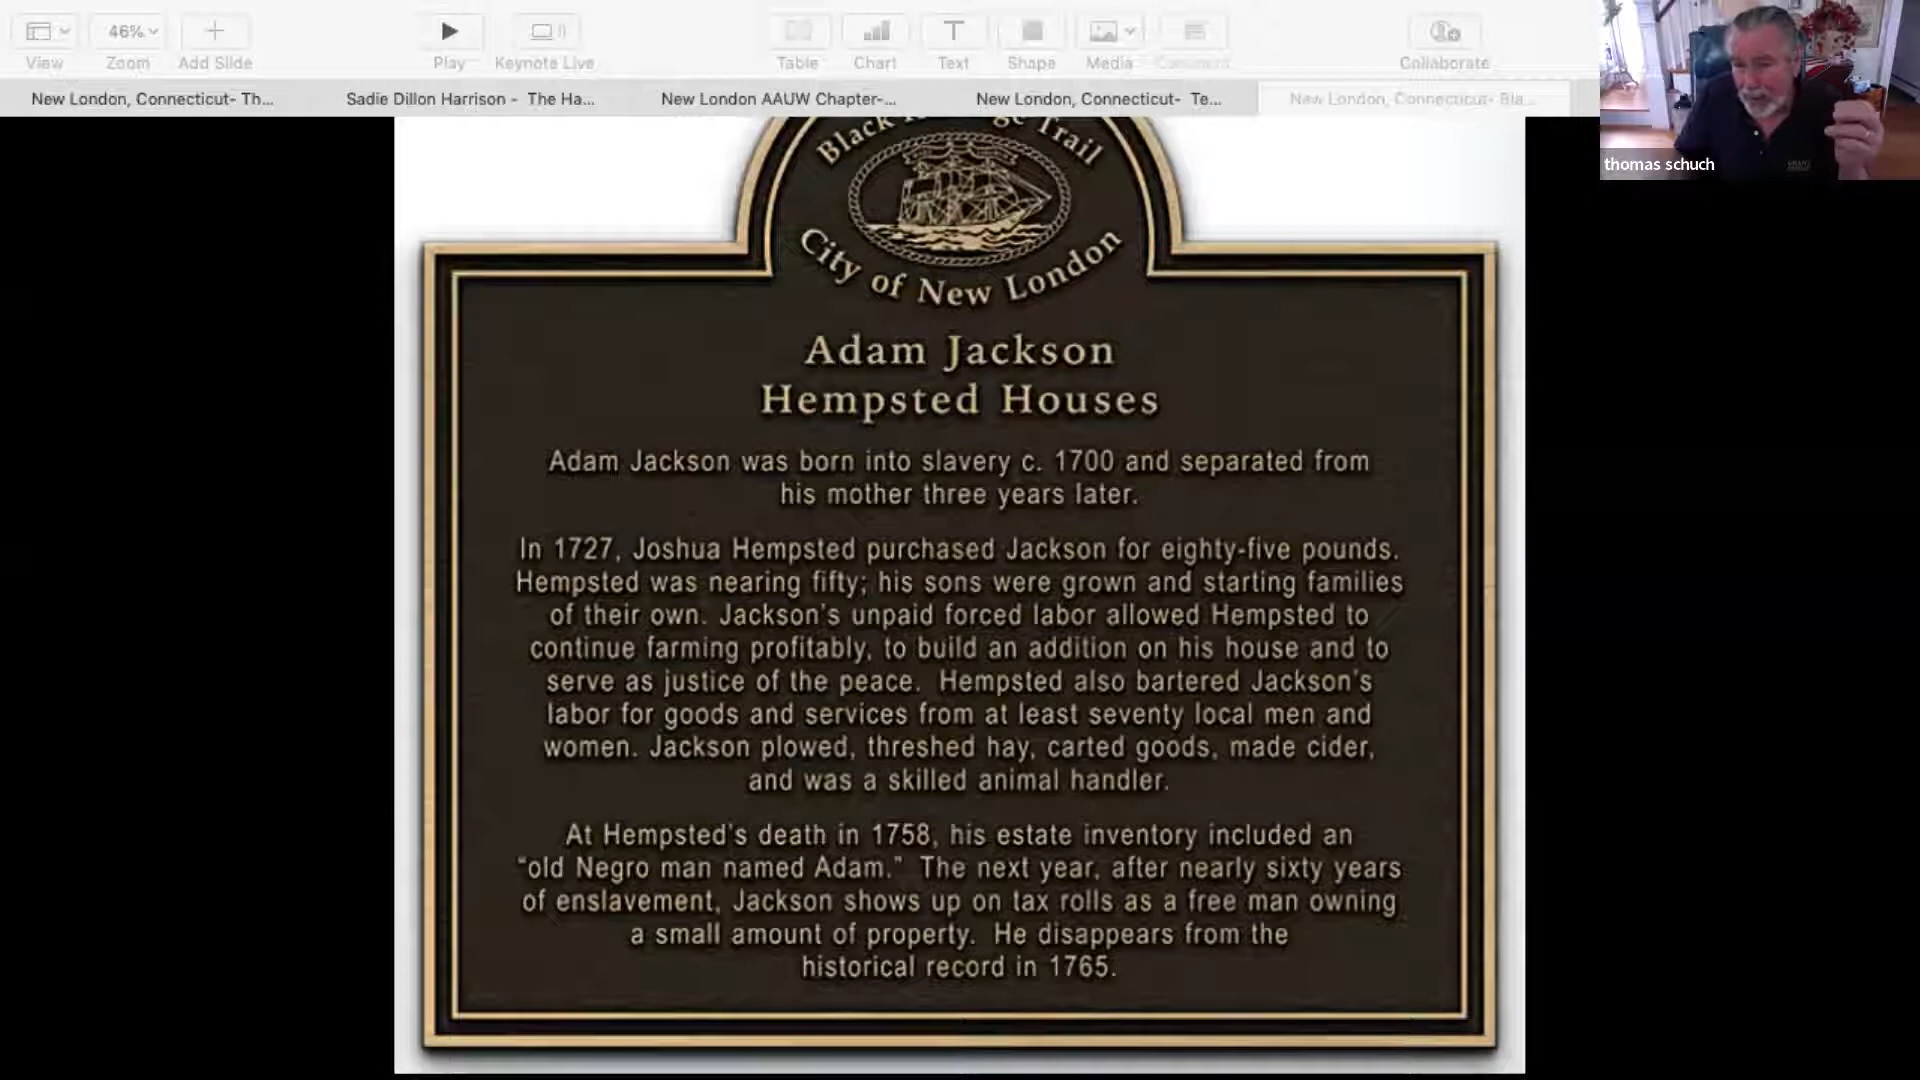 46%
View
Zoom
Add Slide
Play
Keynote Live
Table
Chart
Text
Shape
Media
Comment
Collaborate
New London, Connecticut- Th...
Sadie Dillon Harrison - The Ha...
New London AAUW Chapter-...
New London, Connecticut- Te...
New London, Connecticut- Bla...
thomas schuch
Black Trail
City of New London
Adam Jackson
Hempsted Houses
Adam Jackson was born into slavery c. 1700 and separated from
his mother three years later.
In 1727, Joshua Hempsted purchased Jackson for eighty-five pounds.
Hempsted was nearing fifty; his sons were grown and starting families
of their own. Jackson's unpaid forced labor allowed Hempsted to
continue farming profitably, to build an addition on his house and to
serve as justice of the peace. Hempsted also bartered Jackson's
labor for goods and services from at least seventy local men and
women. Jackson plowed, threshed hay, carted goods, made cider,
and was a skilled animal handler.
At Hempsted's death in 1758, his estate inventory included an
“old Negro man named Adam.” The next year, after nearly sixty years
of enslavement, Jackson shows up on tax rolls as a free man owning
a small amount of property. He disappears from the
historical record in 1765.